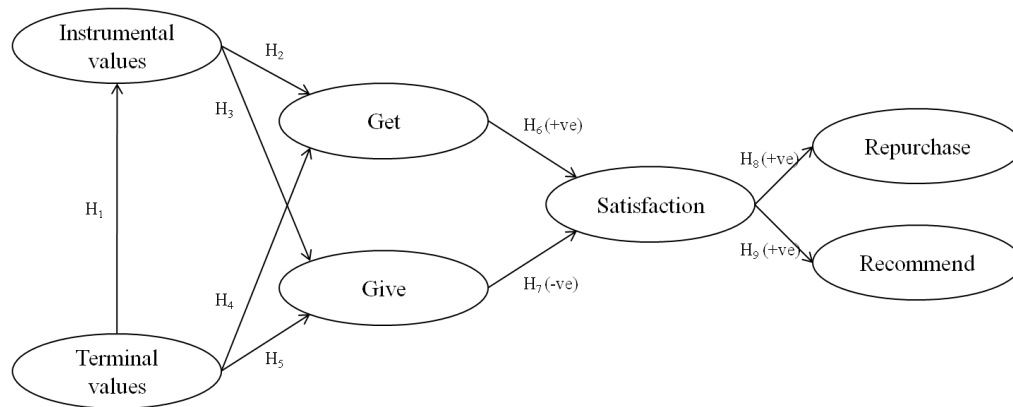 Instrumental
values
H₂
H₃
Get
H₆ (+ve)
H₈ (+ve)
Repurchase
H₁
Satisfaction
H₉ (+ve)
Recommend
H₄
Give
H₇ (-ve)
H₅
Terminal
values